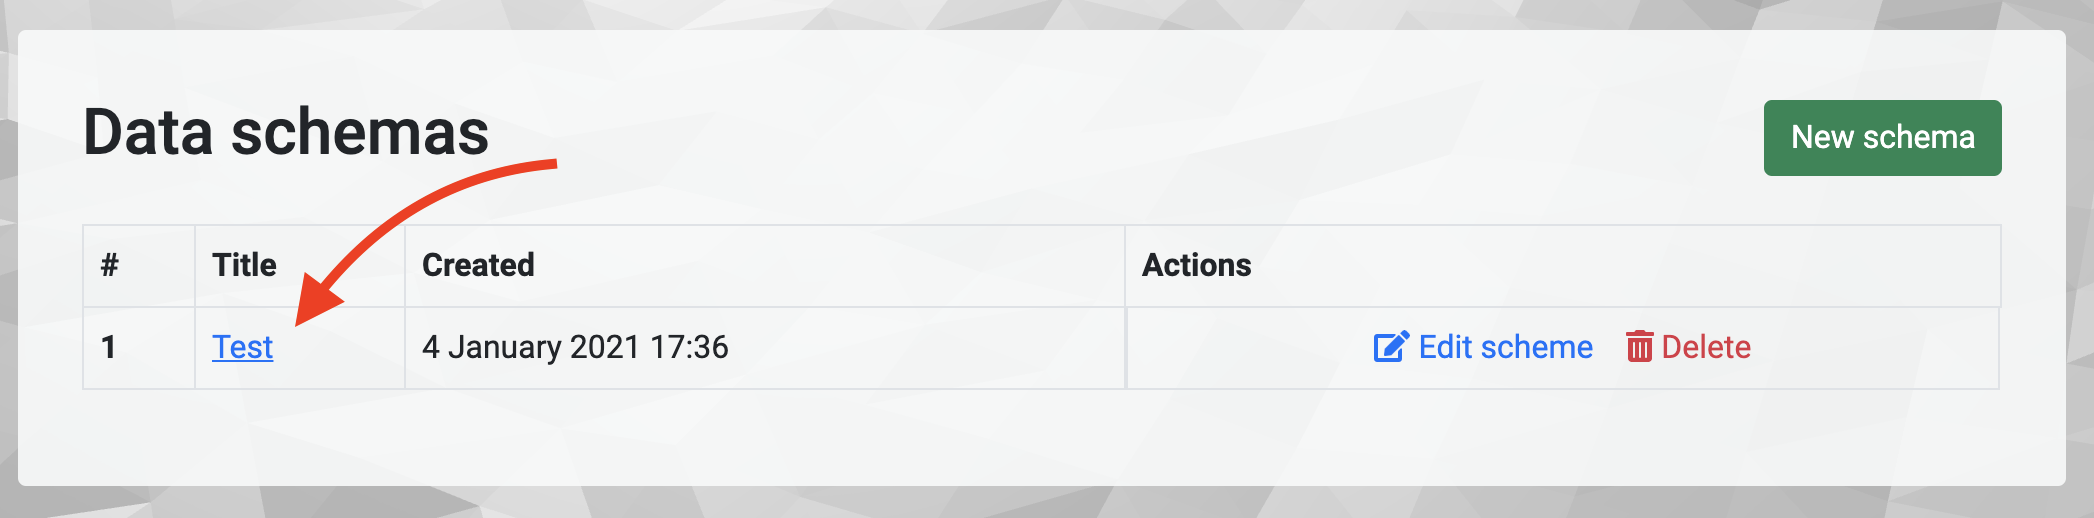 Data schemas
New schema
# Title Created Actions
1 Test 4 January 2021 17:36 Edit scheme Delete